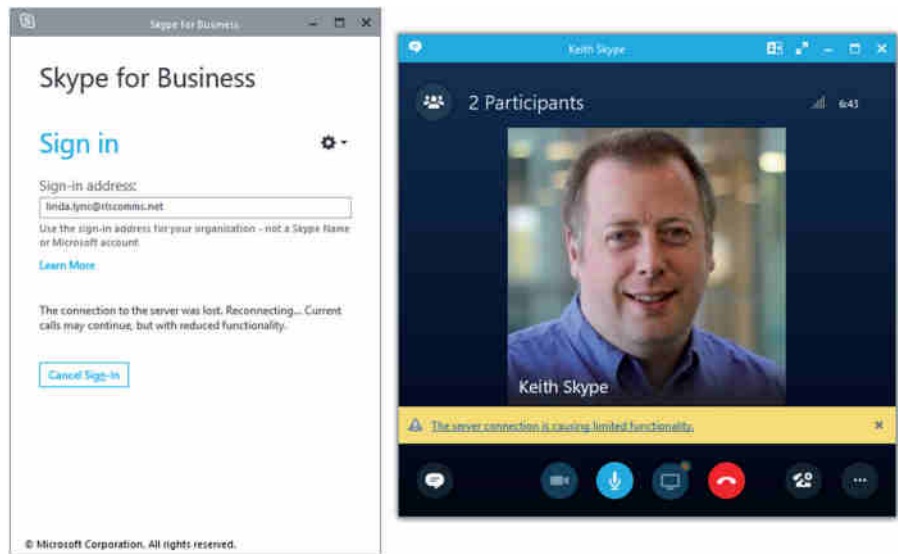 Skype for Business
Skype for Business
Sign in
Sign-in address:
linda.lync@rlscomms.net
Use the sign-in address for your organisation - not a Skype Name
or Microsoft account
Learn More
The connection to the server was lost. Reconnecting... Current
calls may continue, but with reduced functionality.
Cancel Sign-In
© Microsoft Corporation. All rights reserved.
Keith Skype
2 Participants
6:43
Keith Skype
The server connection is causing limited functionality.